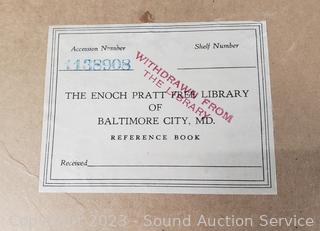 Accession Number Shelf Number
1138908
WITHDRAWN FROM
THE LIBRARY
THE ENOCH PRATT FREE LIBRARY
OF
BALTIMORE CITY, MD.
REFERENCE BOOK
Received
Copyright 2023 - Sound Auction Service